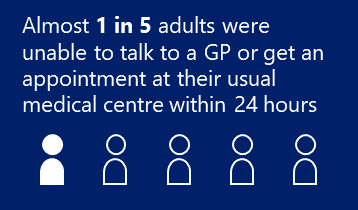 Almost 1 in 5 adults were
unable to talk to a GP or get an
appointment at their usual
medical centre within 24 hours